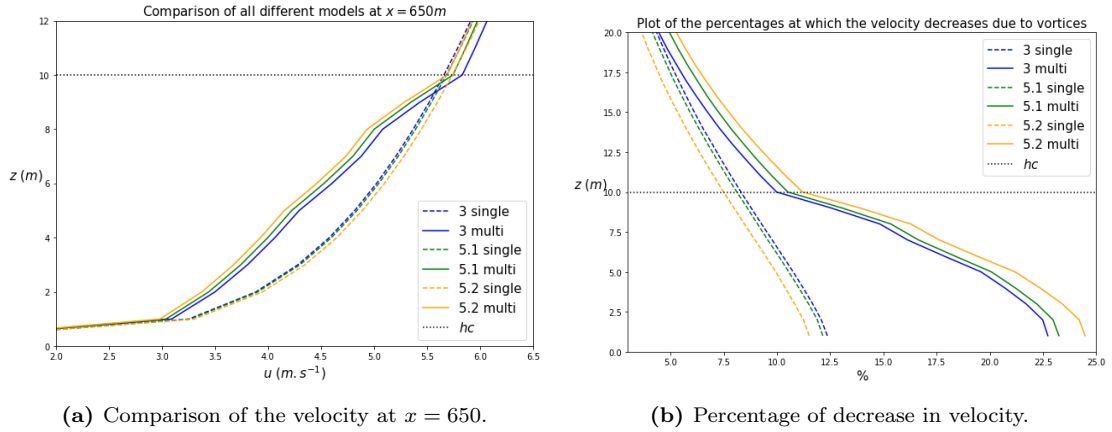 Comparison of all different models at x = 650m
12
10
8
z (m)
6
4
2
0
2.0 2.5 3.0 3.5 4.0 4.5 5.0 5.5 6.0 6.5
u (m.s⁻¹)
3 single
3 multi
5.1 single
5.1 multi
5.2 single
5.2 multi
hc
(a) Comparison of the velocity at x = 650.
Plot of the percentages at which the velocity decreases due to vortices
20.0
17.5
15.0
12.5
z (m)
10.0
7.5
5.0
2.5
0.0
5.0 7.5 10.0 12.5 15.0 17.5 20.0 22.5 25.0
%
3 single
3 multi
5.1 single
5.1 multi
5.2 single
5.2 multi
hc
(b) Percentage of decrease in velocity.